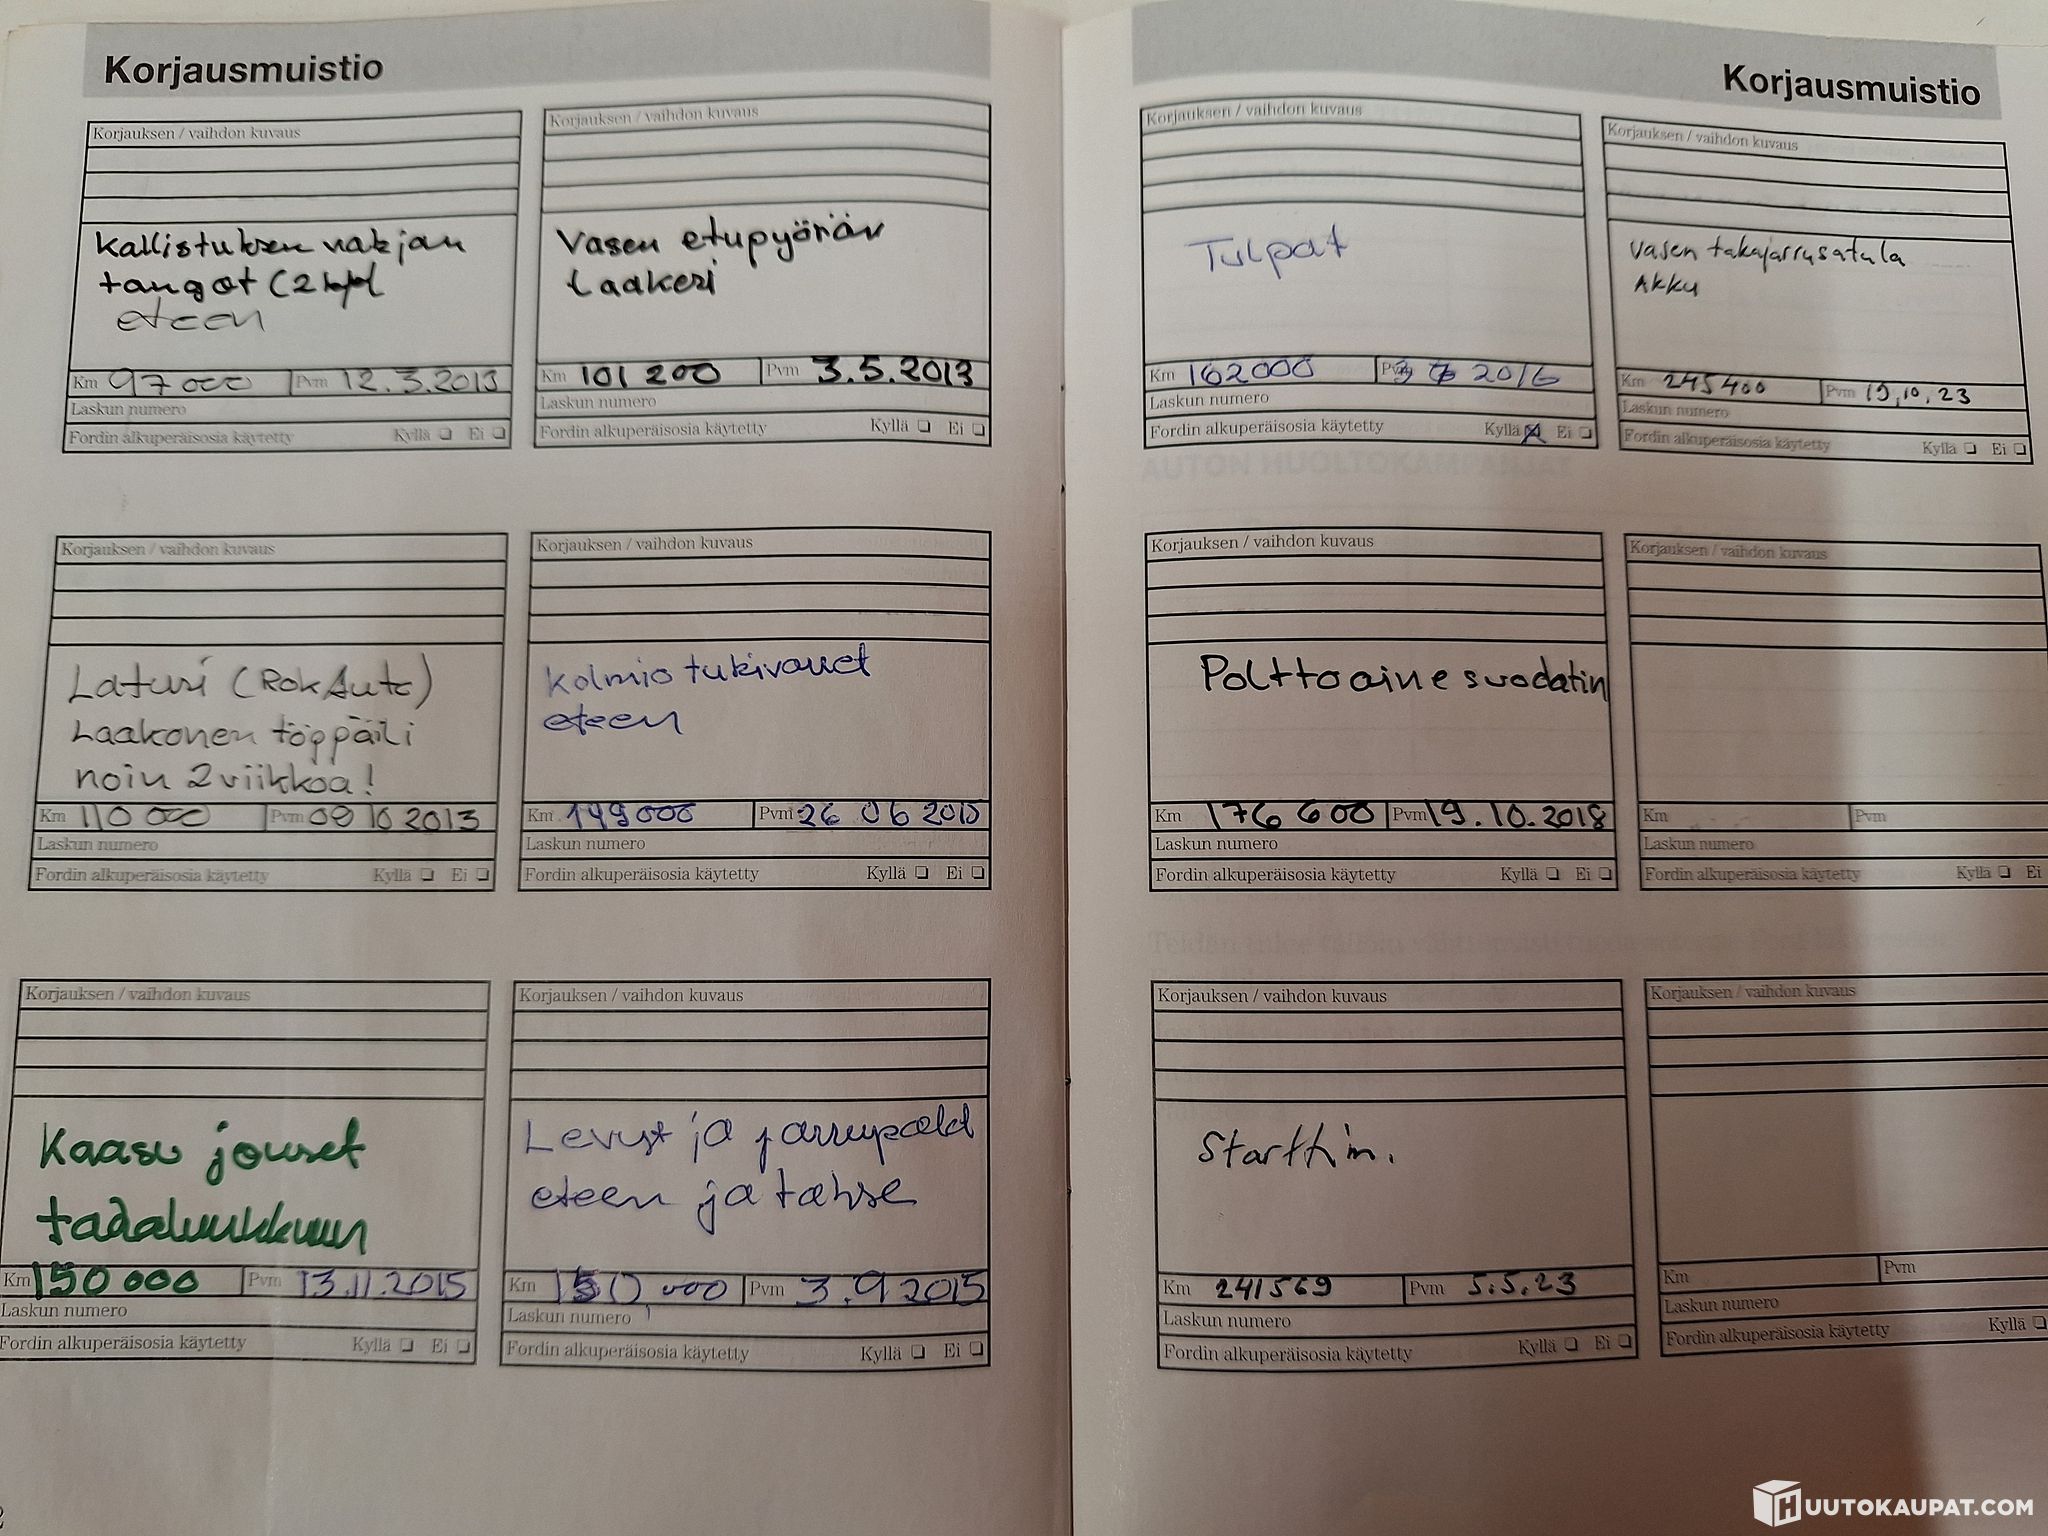 Korjausmuistio
Korjauksen / vaihdon kuvaus
Kallistuksen vakjan
tangot (2 kpl
eteen
Km 97 000 Pvm 12.3.2013
Laskun numero
Fordin alkuperäisosia käytetty Kyllä Ei
Korjauksen / vaihdon kuvaus
Vasen etupyörän
laakeri
Km 101 200 Pvm 3.5.2013
Laskun numero
Fordin alkuperäisosia käytetty Kyllä Ei
Korjauksen / vaihdon kuvaus
Laturi (RokAuto)
Laakonen töppäili
noin 2 viikkoa!
Km 110 000 Pvm 10 2013
Laskun numero
Fordin alkuperäisosia käytetty Kyllä Ei
Korjauksen / vaihdon kuvaus
Kolmio tukivarret
eteen
Km 149000 Pvm 26 06 2015
Laskun numero
Fordin alkuperäisosia käytetty Kyllä Ei
Korjauksen / vaihdon kuvaus
Kaasu jouset
takaluukkuun
Km 150 000 Pvm 13.11.2015
Laskun numero
Fordin alkuperäisosia käytetty Kyllä Ei
Korjauksen / vaihdon kuvaus
Levyt ja jarrupalat
eteen ja takse
Km 150,000 Pvm 3.9.2015
Laskun numero
Fordin alkuperäisosia käytetty Kyllä Ei
Korjausmuistio
Korjauksen / vaihdon kuvaus
Tulpat
Km 162000 Pvm 2016
Laskun numero
Fordin alkuperäisosia käytetty Kyllä Ei
Korjauksen / vaihdon kuvaus
Vasen takajarrusatula
Akku
Km 245400 Pvm 19.10.23
Laskun numero
Fordin alkuperäisosia käytetty Kyllä Ei
Korjauksen / vaihdon kuvaus
Polttoainesuodatin
Km 176 600 Pvm 19.10.2018
Laskun numero
Fordin alkuperäisosia käytetty Kyllä Ei
Korjauksen / vaihdon kuvaus
Km Pvm
Laskun numero
Fordin alkuperäisosia käytetty Kyllä Ei
Korjauksen / vaihdon kuvaus
Startti m.
Km 241569 Pvm 5.5.23
Laskun numero
Fordin alkuperäisosia käytetty Kyllä Ei
Korjauksen / vaihdon kuvaus
Km Pvm
Laskun numero
Fordin alkuperäisosia käytetty Kyllä
HUUTOKAUPAT.COM